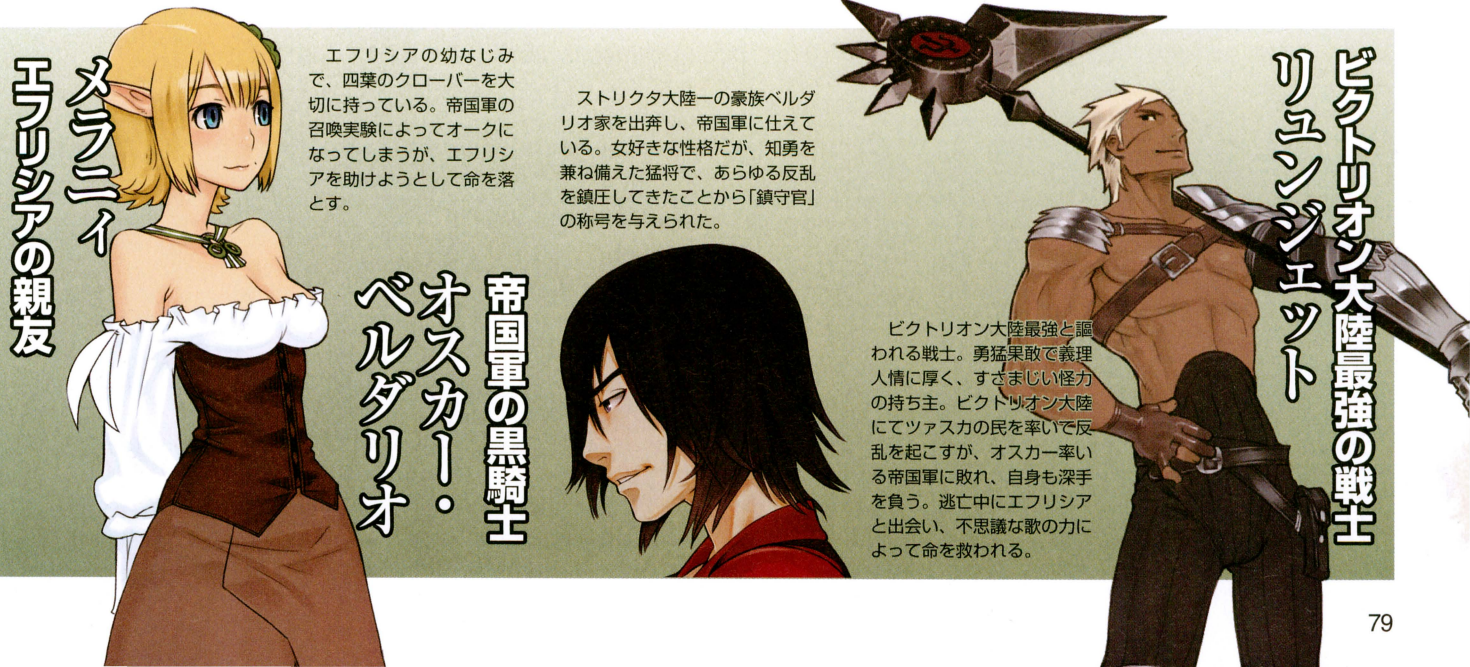 ビクトリオン大陸最強の戦士
リュンジェット
ビクトリオン大陸最強と謳
われる戦士。勇猛果敢で義理
人情に厚く、すさまじい怪力
の持ち主。ビクトリオン大陸
にてツァスカの民を率いて反
乱を起こすが、オスカー率い
る帝国軍に敗れ、自身も深手
を負う。逃亡中にエフリシア
と出会い、不思議な歌の力に
よって命を救われる。
ストリクタ大陸一の豪族ベルダ
リオ家を出奔し、帝国軍に仕えて
いる。女好きな性格だが、知勇を
兼ね備えた猛将で、あらゆる反乱
を鎮圧してきたことから「鎮守官」
の称号を与えられた。
帝国軍の黒騎士
オスカー・
ベルダリオ
エフリシアの幼なじみ
で、四葉のクローバーを大
切に持っている。帝国軍の
召喚実験によってオークに
なってしまうが、エフリシ
アを助けようとして命を落
とす。
メラニィ
エフリシアの親友
79